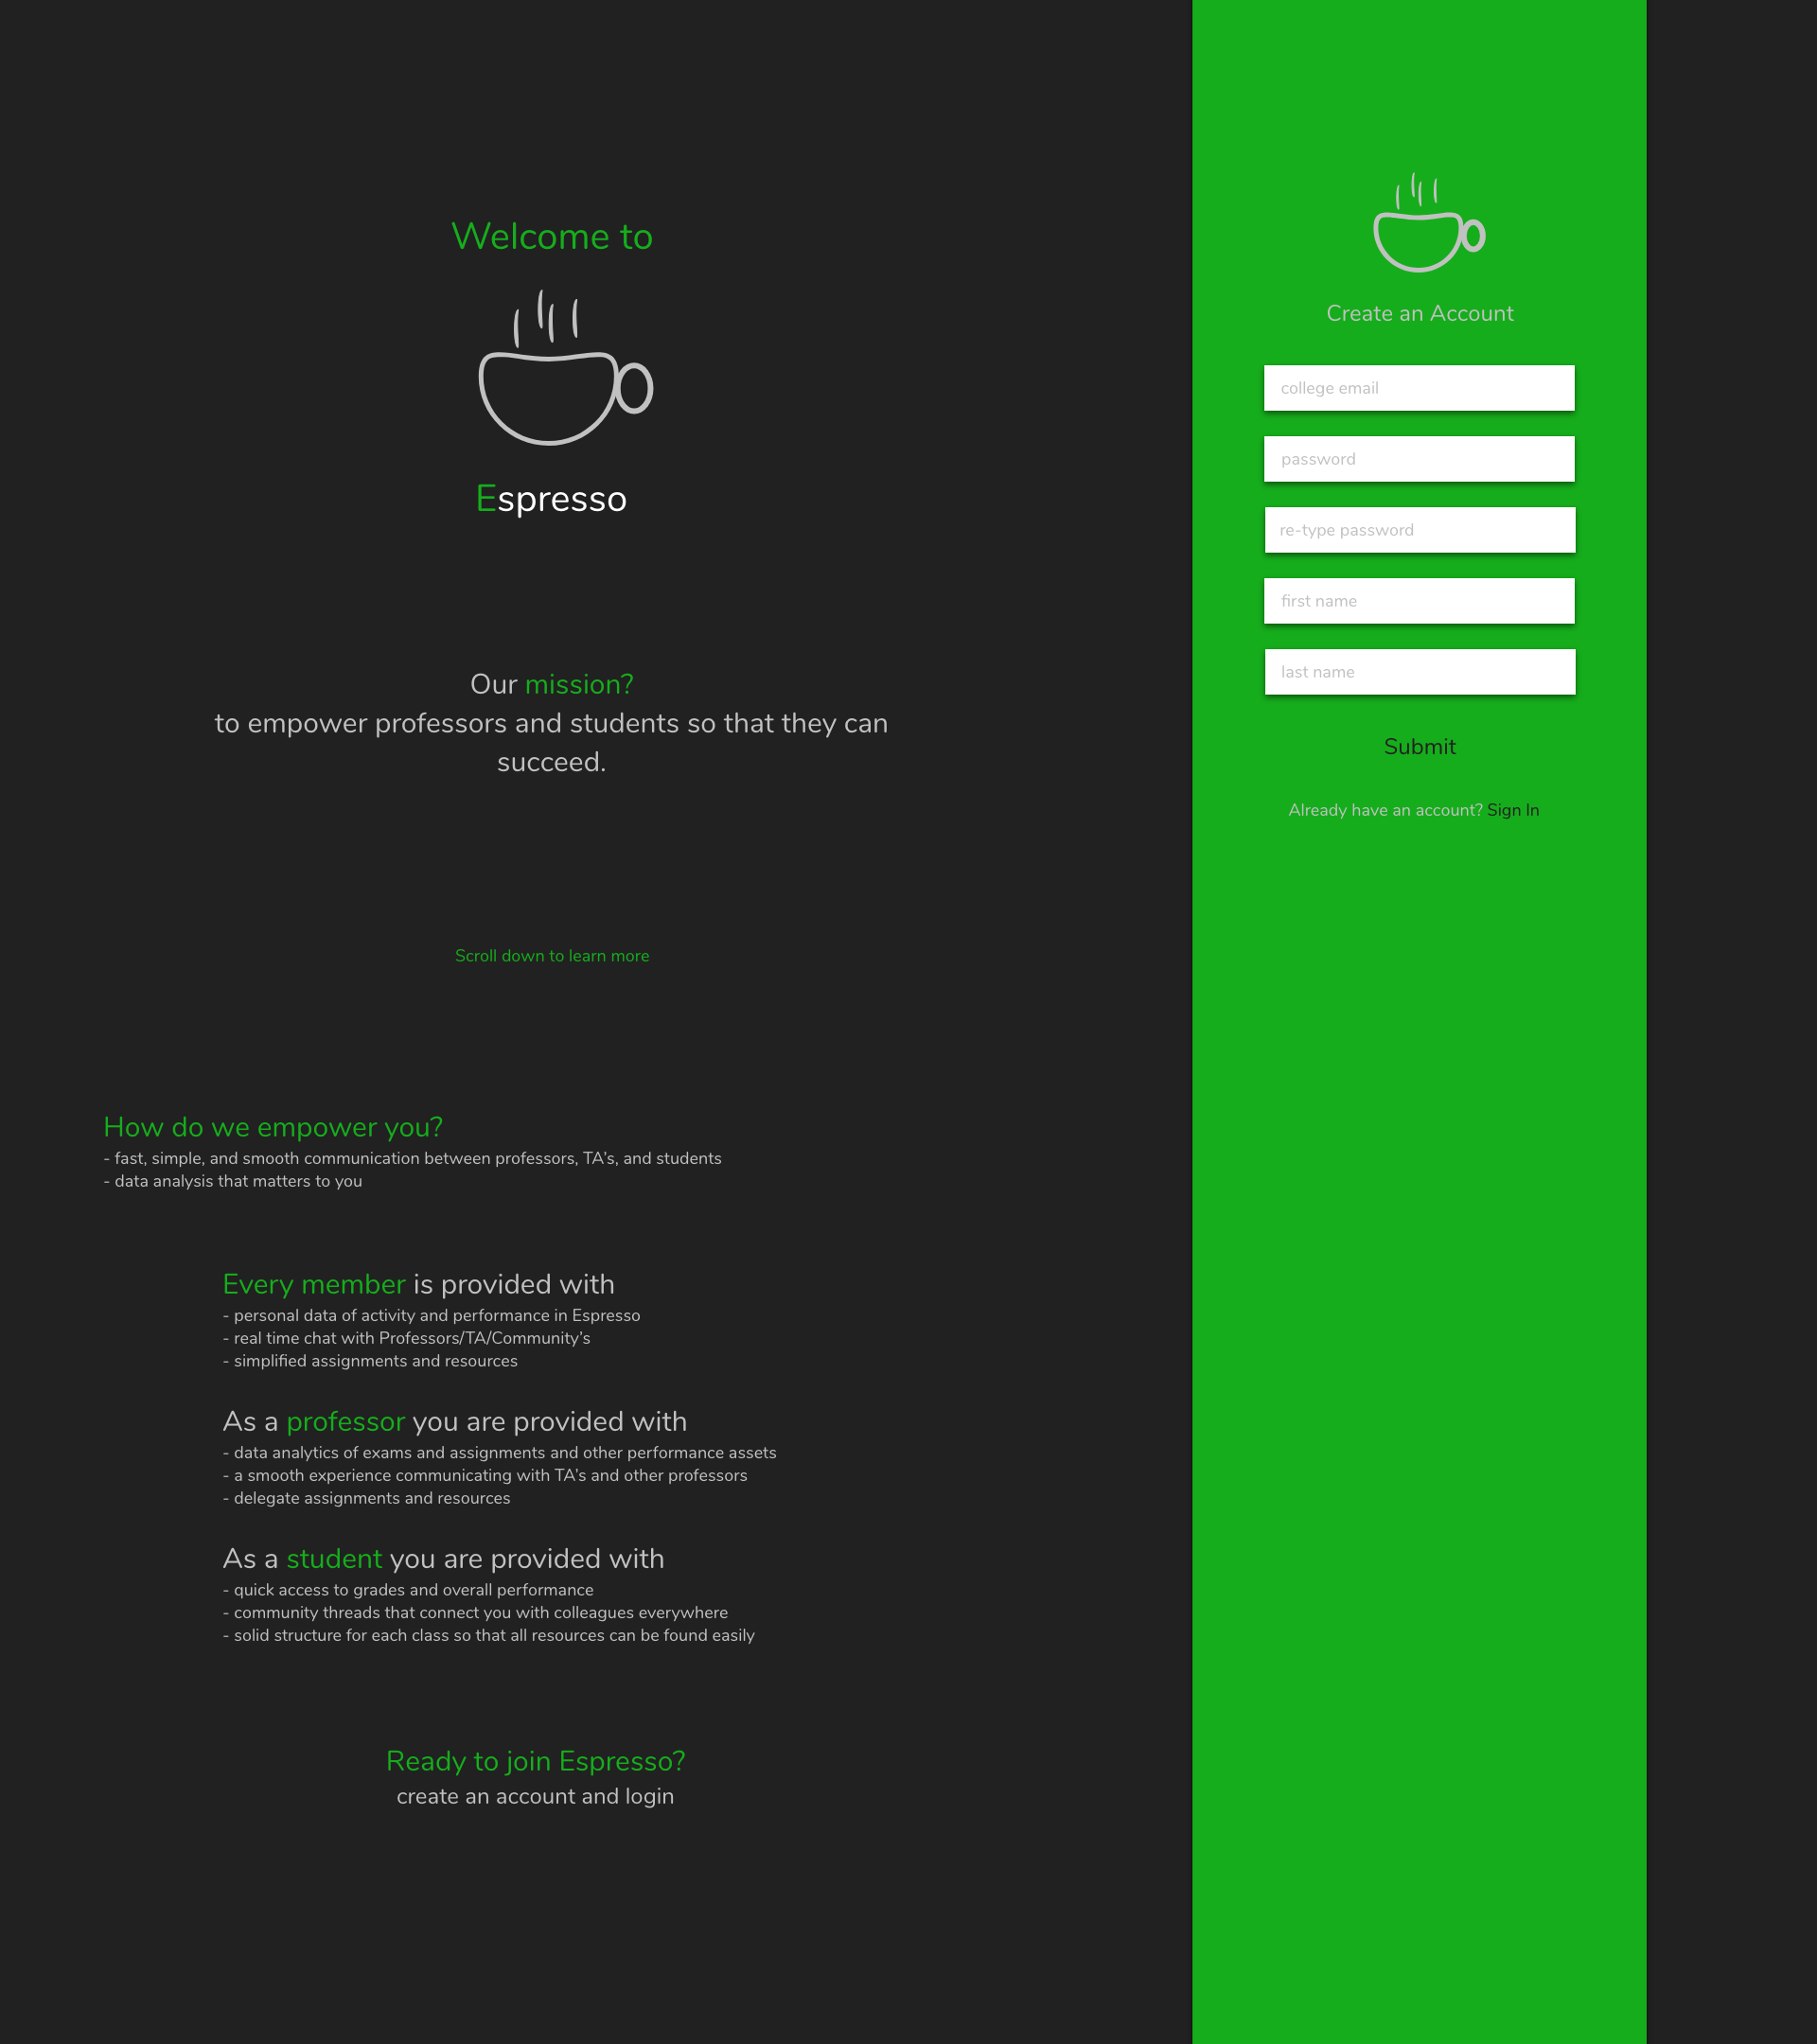 Welcome to
Espresso
Our mission?
to empower professors and students so that they can
succeed.
Scroll down to learn more
How do we empower you?
- fast, simple, and smooth communication between professors, TA’s, and students
- data analysis that matters to you
Every member is provided with
- personal data of activity and performance in Espresso
- real time chat with Professors/TA/Community’s
- simplified assignments and resources
As a professor you are provided with
- data analytics of exams and assignments and other performance assets
- a smooth experience communicating with TA’s and other professors
- delegate assignments and resources
As a student you are provided with
- quick access to grades and overall performance
- community threads that connect you with colleagues everywhere
- solid structure for each class so that all resources can be found easily
Ready to join Espresso?
create an account and login
Create an Account
college email
password
re-type password
first name
last name
Submit
Already have an account? Sign In